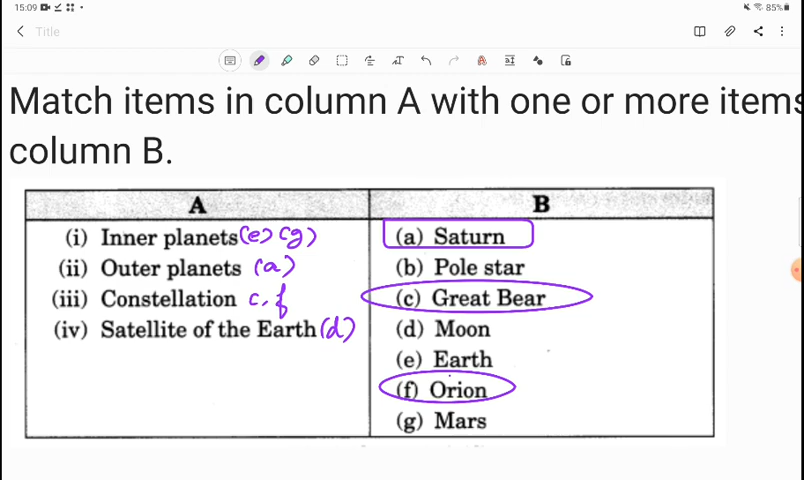 15:09
85%
Title
Match items in column A with one or more items
column B.
A B
(i) Inner planets (e) (g) (a) Saturn
(ii) Outer planets (a) (b) Pole star
(iii) Constellation c, f (c) Great Bear
(iv) Satellite of the Earth (d) (d) Moon
(e) Earth
(f) Orion
(g) Mars